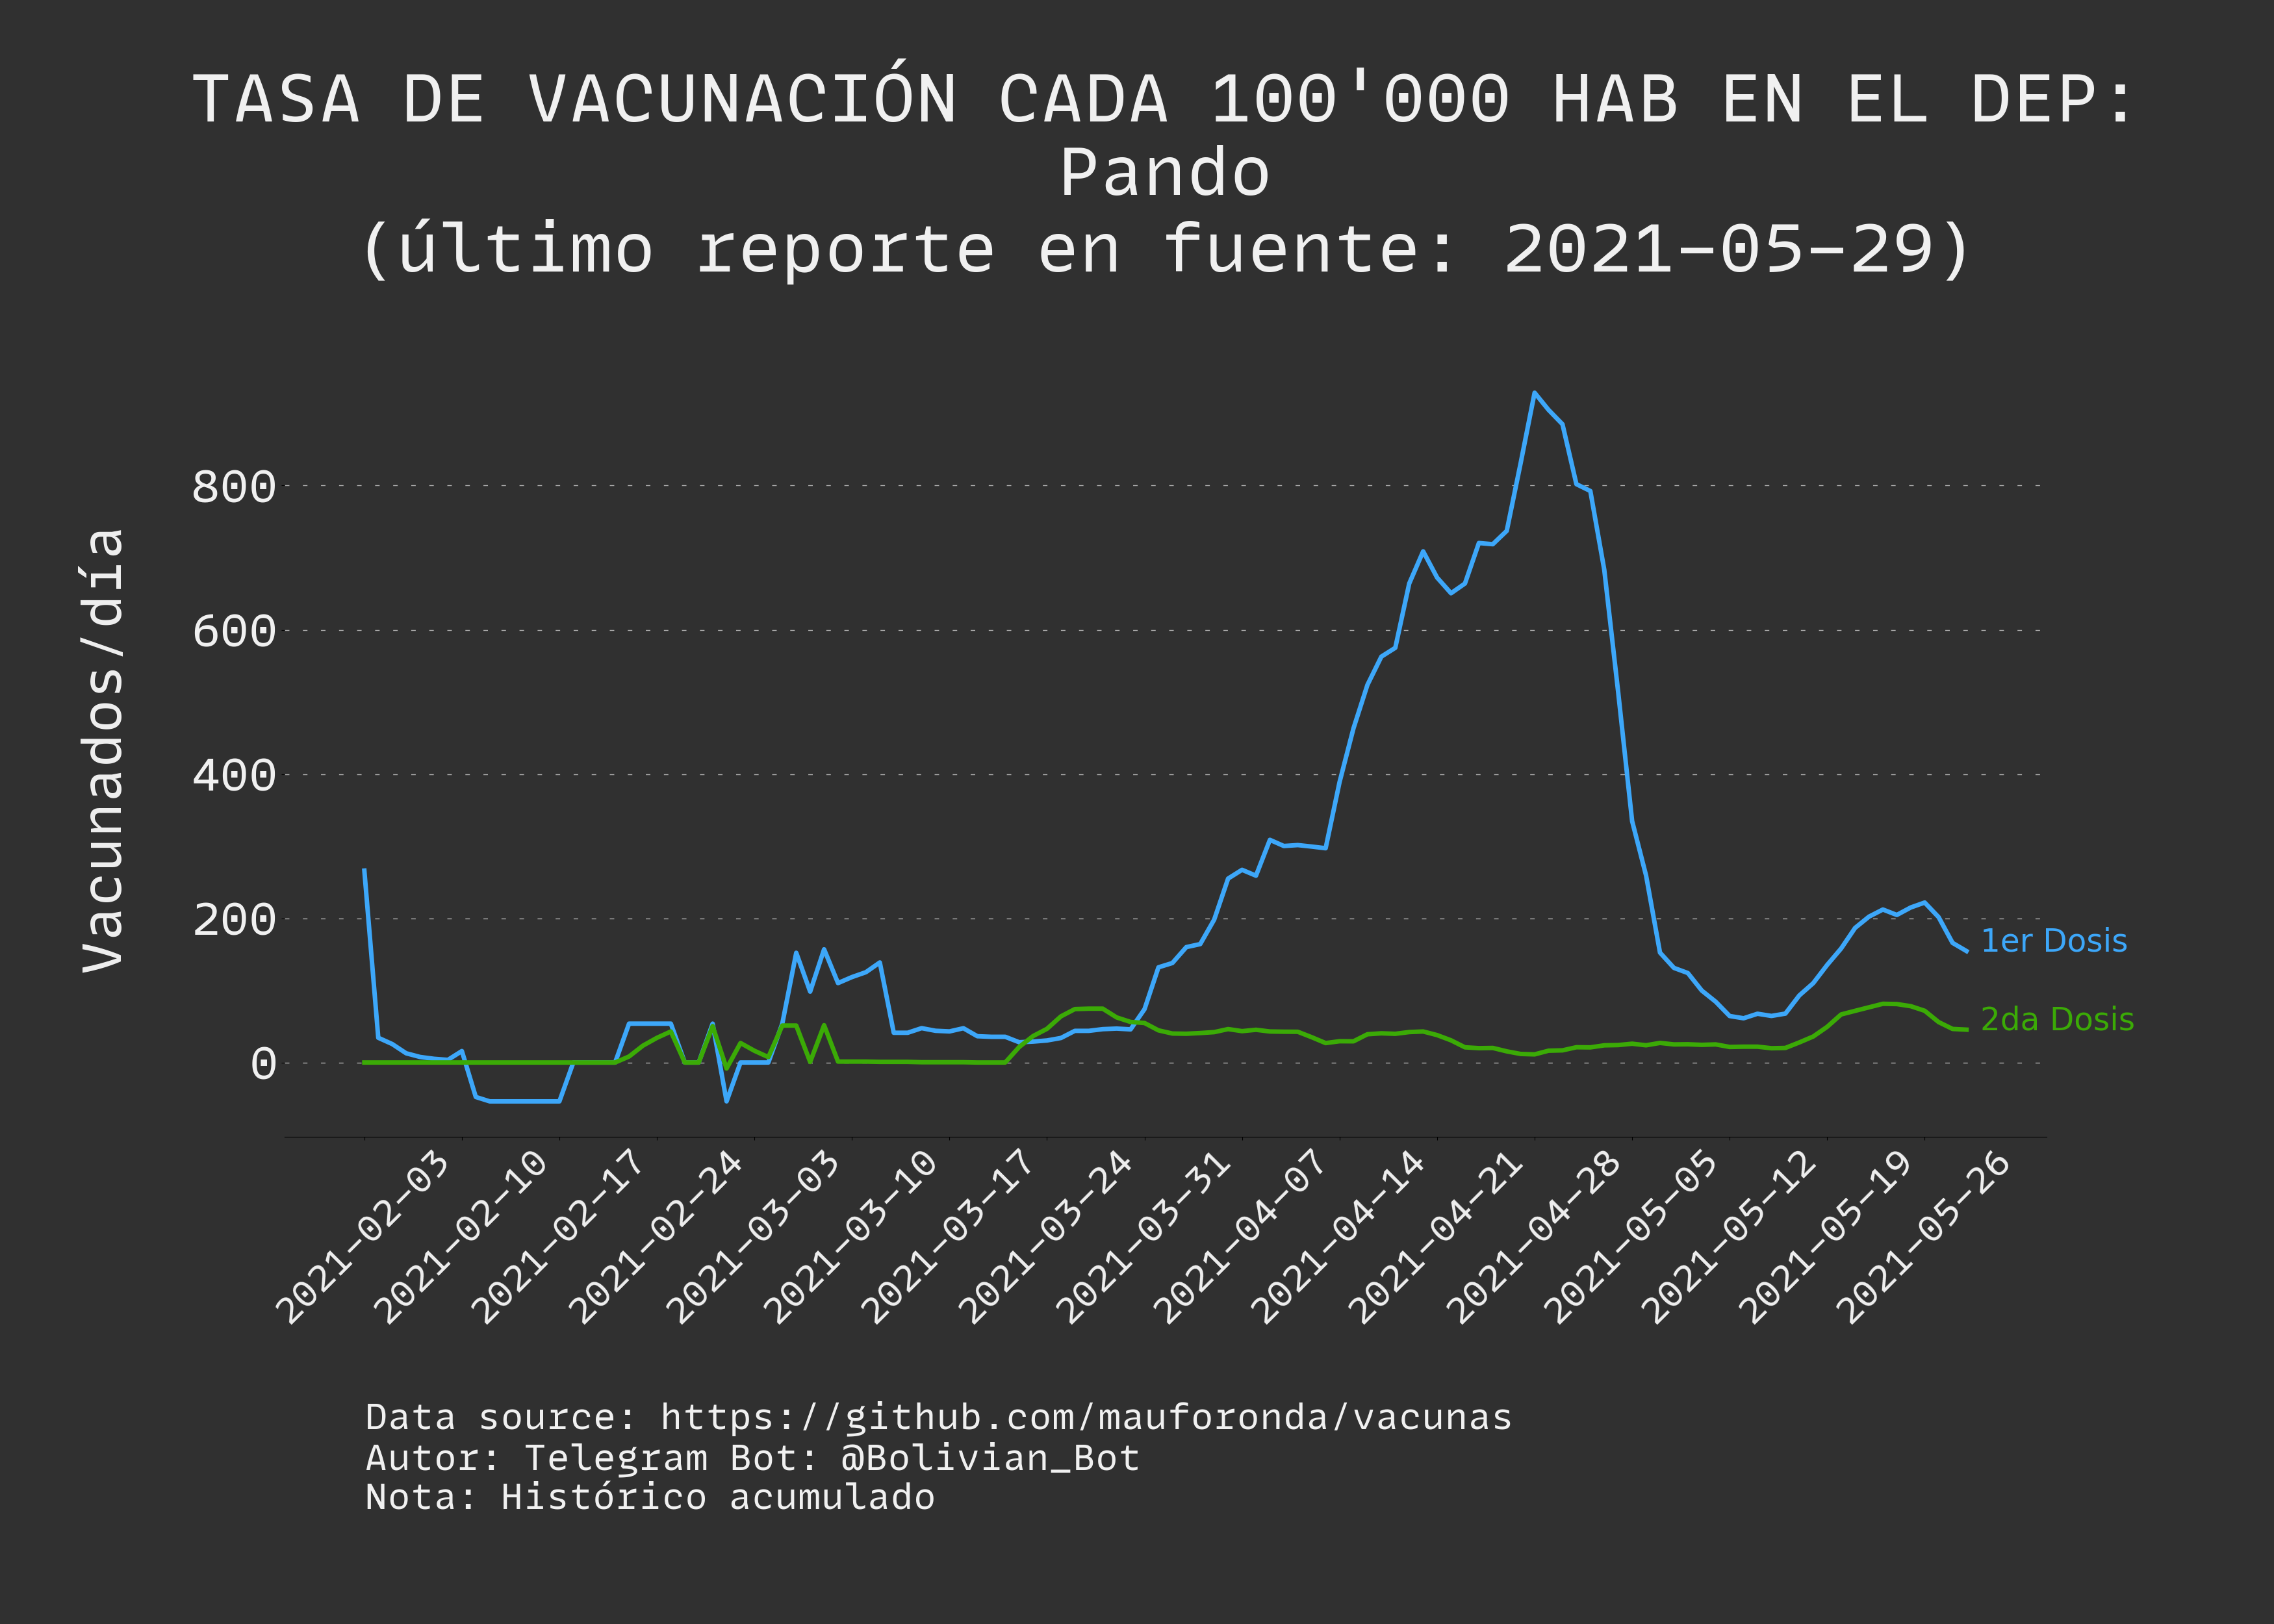 TASA DE VACUNACIÓN CADA 100'000 HAB EN EL DEP:
Pando
(último reporte en fuente: 2021−05−29)
Vacunados/día
800
600
400
200
0
1er Dosis
2da Dosis
2021−02−03
2021−02−10
2021−02−17
2021−02−24
2021−03−03
2021−03−10
2021−03−17
2021−03−24
2021−03−31
2021−04−07
2021−04−14
2021−04−21
2021−04−28
2021−05−05
2021−05−12
2021−05−19
2021−05−26
Data source: https://github.com/mauforonda/vacunas
Autor: Telegram Bot: @Bolivian_Bot
Nota: Histórico acumulado